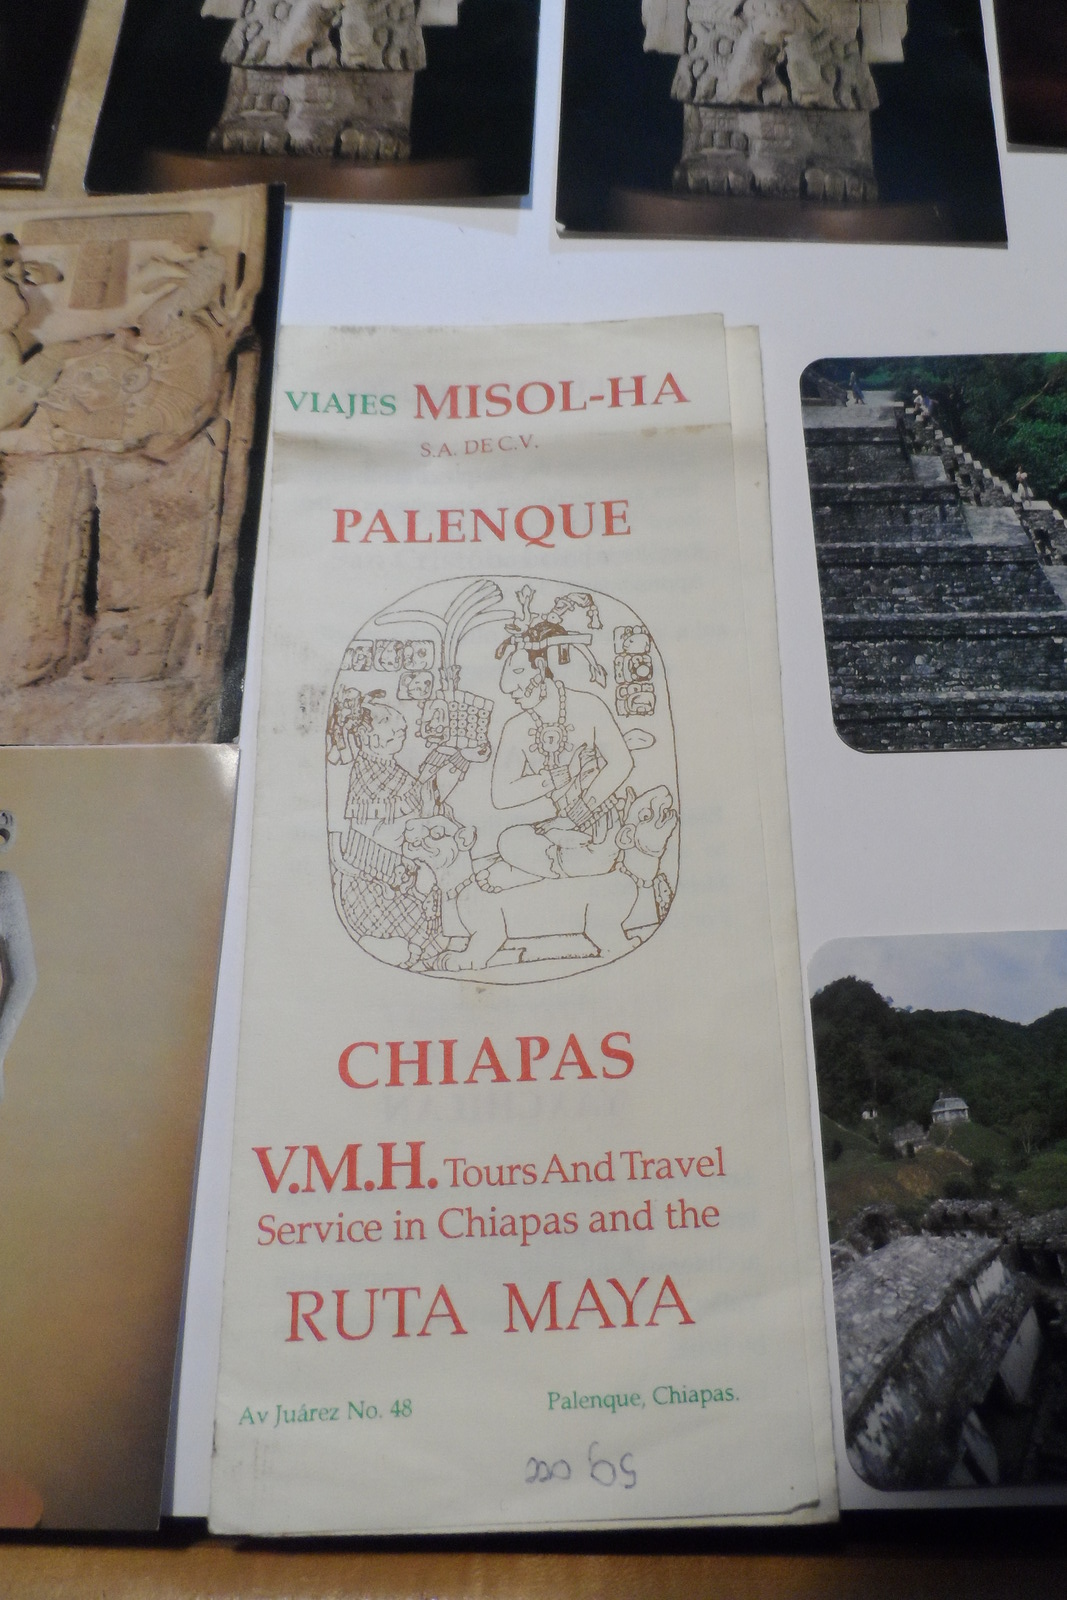 VIAJES MISOL-HA
S.A. DE C.V.
PALENQUE
CHIAPAS
V.M.H. Tours And Travel
Service in Chiapas and the
RUTA MAYA
Av Juárez No. 48 Palenque, Chiapas.